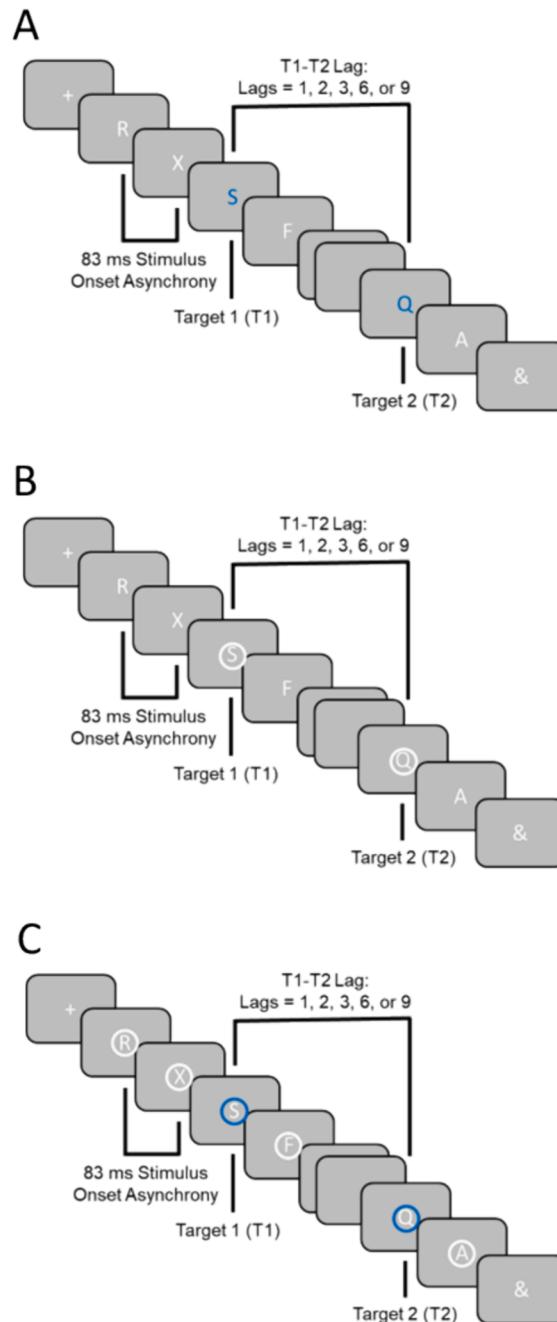 A
T1-T2 Lag:
Lags = 1, 2, 3, 6, or 9
+
R
X
S
F
Q
A
&
83 ms Stimulus
Onset Asynchrony
Target 1 (T1)
Target 2 (T2)
B
T1-T2 Lag:
Lags = 1, 2, 3, 6, or 9
+
R
X
S
F
Q
A
&
83 ms Stimulus
Onset Asynchrony
Target 1 (T1)
Target 2 (T2)
C
T1-T2 Lag:
Lags = 1, 2, 3, 6, or 9
+
R
X
S
F
Q
A
&
83 ms Stimulus
Onset Asynchrony
Target 1 (T1)
Target 2 (T2)